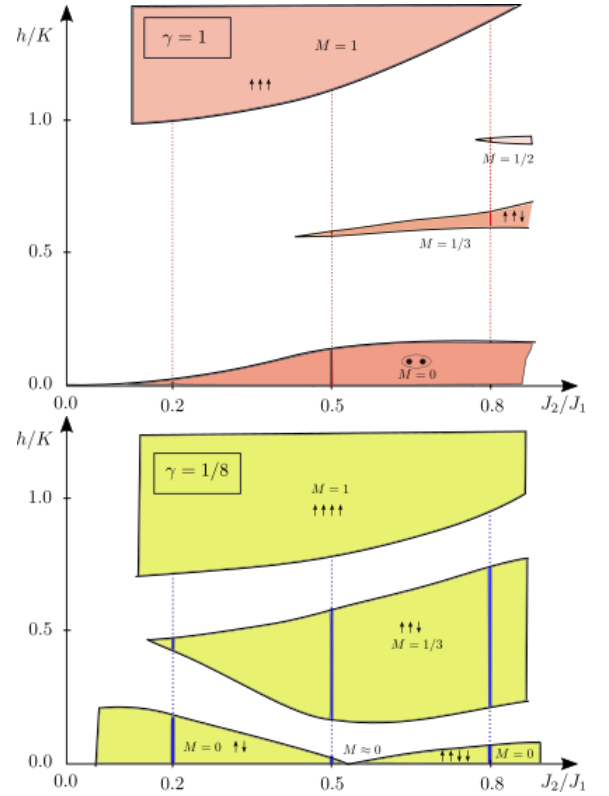 h/K
γ = 1
M = 1
↑↑↑
1.0
M = 1/2
↑↑↓
0.5
M = 1/3
M = 0
0.0
0.0 0.2 0.5 0.8 J₂/J₁
h/K
γ = 1/8
1.0
M = 1
↑↑↑↑
0.5
↑↑↓
M = 1/3
M = 0 ↑↓
M ≈ 0
↑↑↓↓
M = 0
0.0
0.0 0.2 0.5 0.8 J₂/J₁